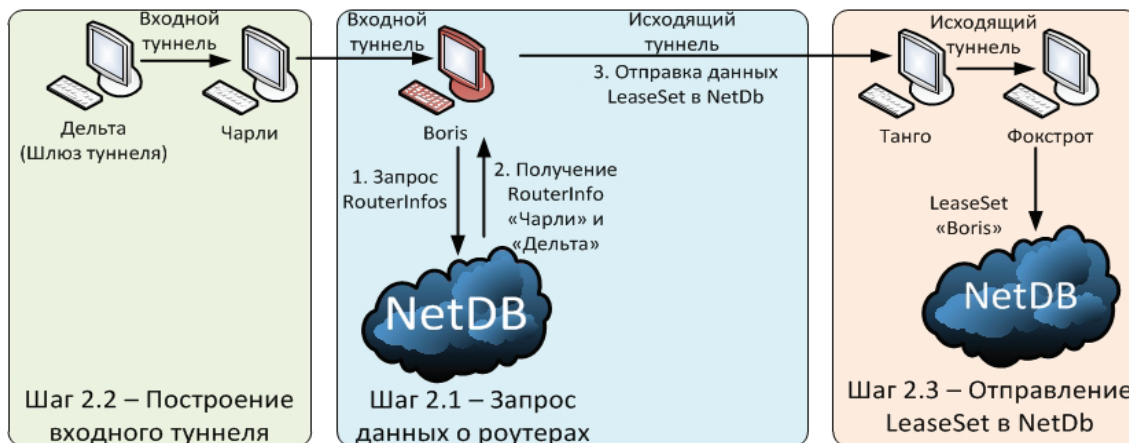 Входной
туннель
Дельта
(Шлюз туннеля)
Чарли
Шаг 2.2 – Построение
входного туннеля
Входной
туннель
Boris
Исходящий
туннель
3. Отправка данных
LeaseSet в NetDb
1. Запрос
RouterInfos
2. Получение
RouterInfo
«Чарли» и
«Дельта»
NetDB
Шаг 2.1 – Запрос
данных о роутерах
Исходящий
туннель
Танго
Фокстрот
LeaseSet
«Boris»
NetDB
Шаг 2.3 – Отправление
LeaseSet в NetDb